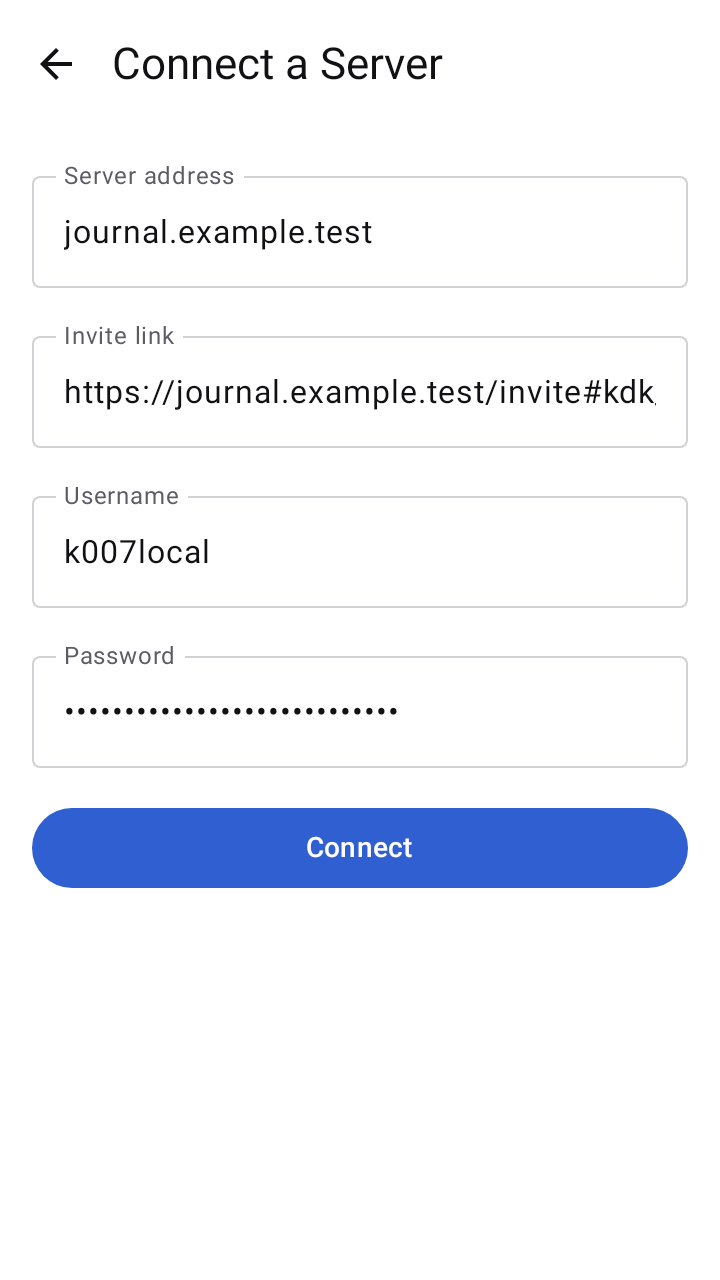 Connect a Server
Server address
journal.example.test
Invite link
https://journal.example.test/invite#kdk
Username
k007local
Password
••••••••••••••••••••••••••••
Connect